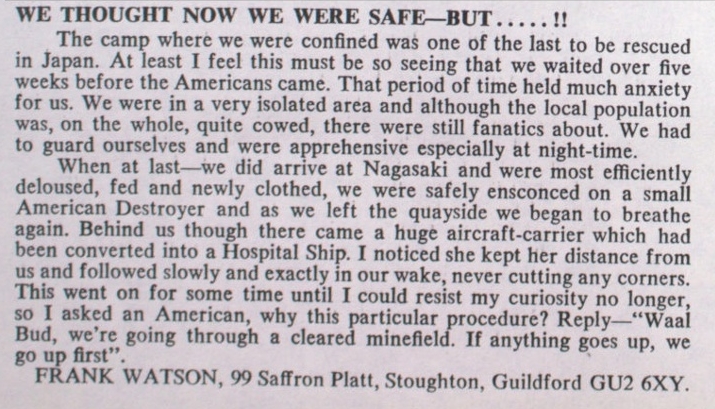 WE THOUGHT NOW WE WERE SAFE—BUT.....!!
The camp where we were confined was one of the last to be rescued
in Japan. At least I feel this must be so seeing that we waited over five
weeks before the Americans came. That period of time held much anxiety
for us. We were in a very isolated area and although the local population
was, on the whole, quite cowed, there were still fanatics about. We had
to guard ourselves and were apprehensive especially at night-time.
When at last—we did arrive at Nagasaki and were most efficiently
deloused, fed and newly clothed, we were safely ensconced on a small
American Destroyer and as we left the quayside we began to breathe
again. Behind us though there came a huge aircraft-carrier which had
been converted into a Hospital Ship. I noticed she kept her distance from
us and followed slowly and exactly in our wake, never cutting any corners.
This went on for some time until I could resist my curiosity no longer,
so I asked an American, why this particular procedure? Reply—“Waal
Bud, we’re going through a cleared minefield. If anything goes up, we
go up first”.
FRANK WATSON, 99 Saffron Platt, Stoughton, Guildford GU2 6XY.